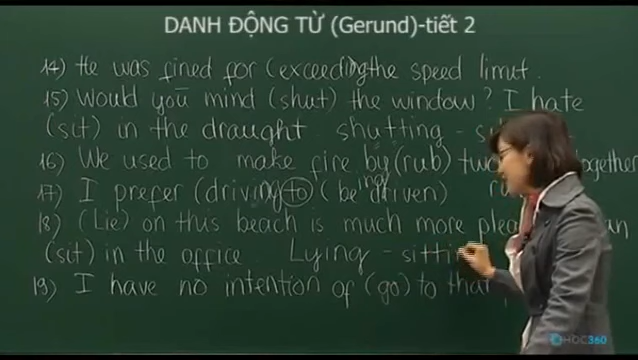 DANH ĐỘNG TỪ (Gerund)-tiết 2
14) He was fined for (exceeding the speed limit.
15) Would you mind (shut) the window? I hate
(sit) in the draught shutting -
16) We used to make fire by (rub) together
17) I prefer (driving to (being driven)
18) (Lie) on this beach is much more
(sit) in the office. Lying - sitti
19) I have no intention of (go) to that
HOC360